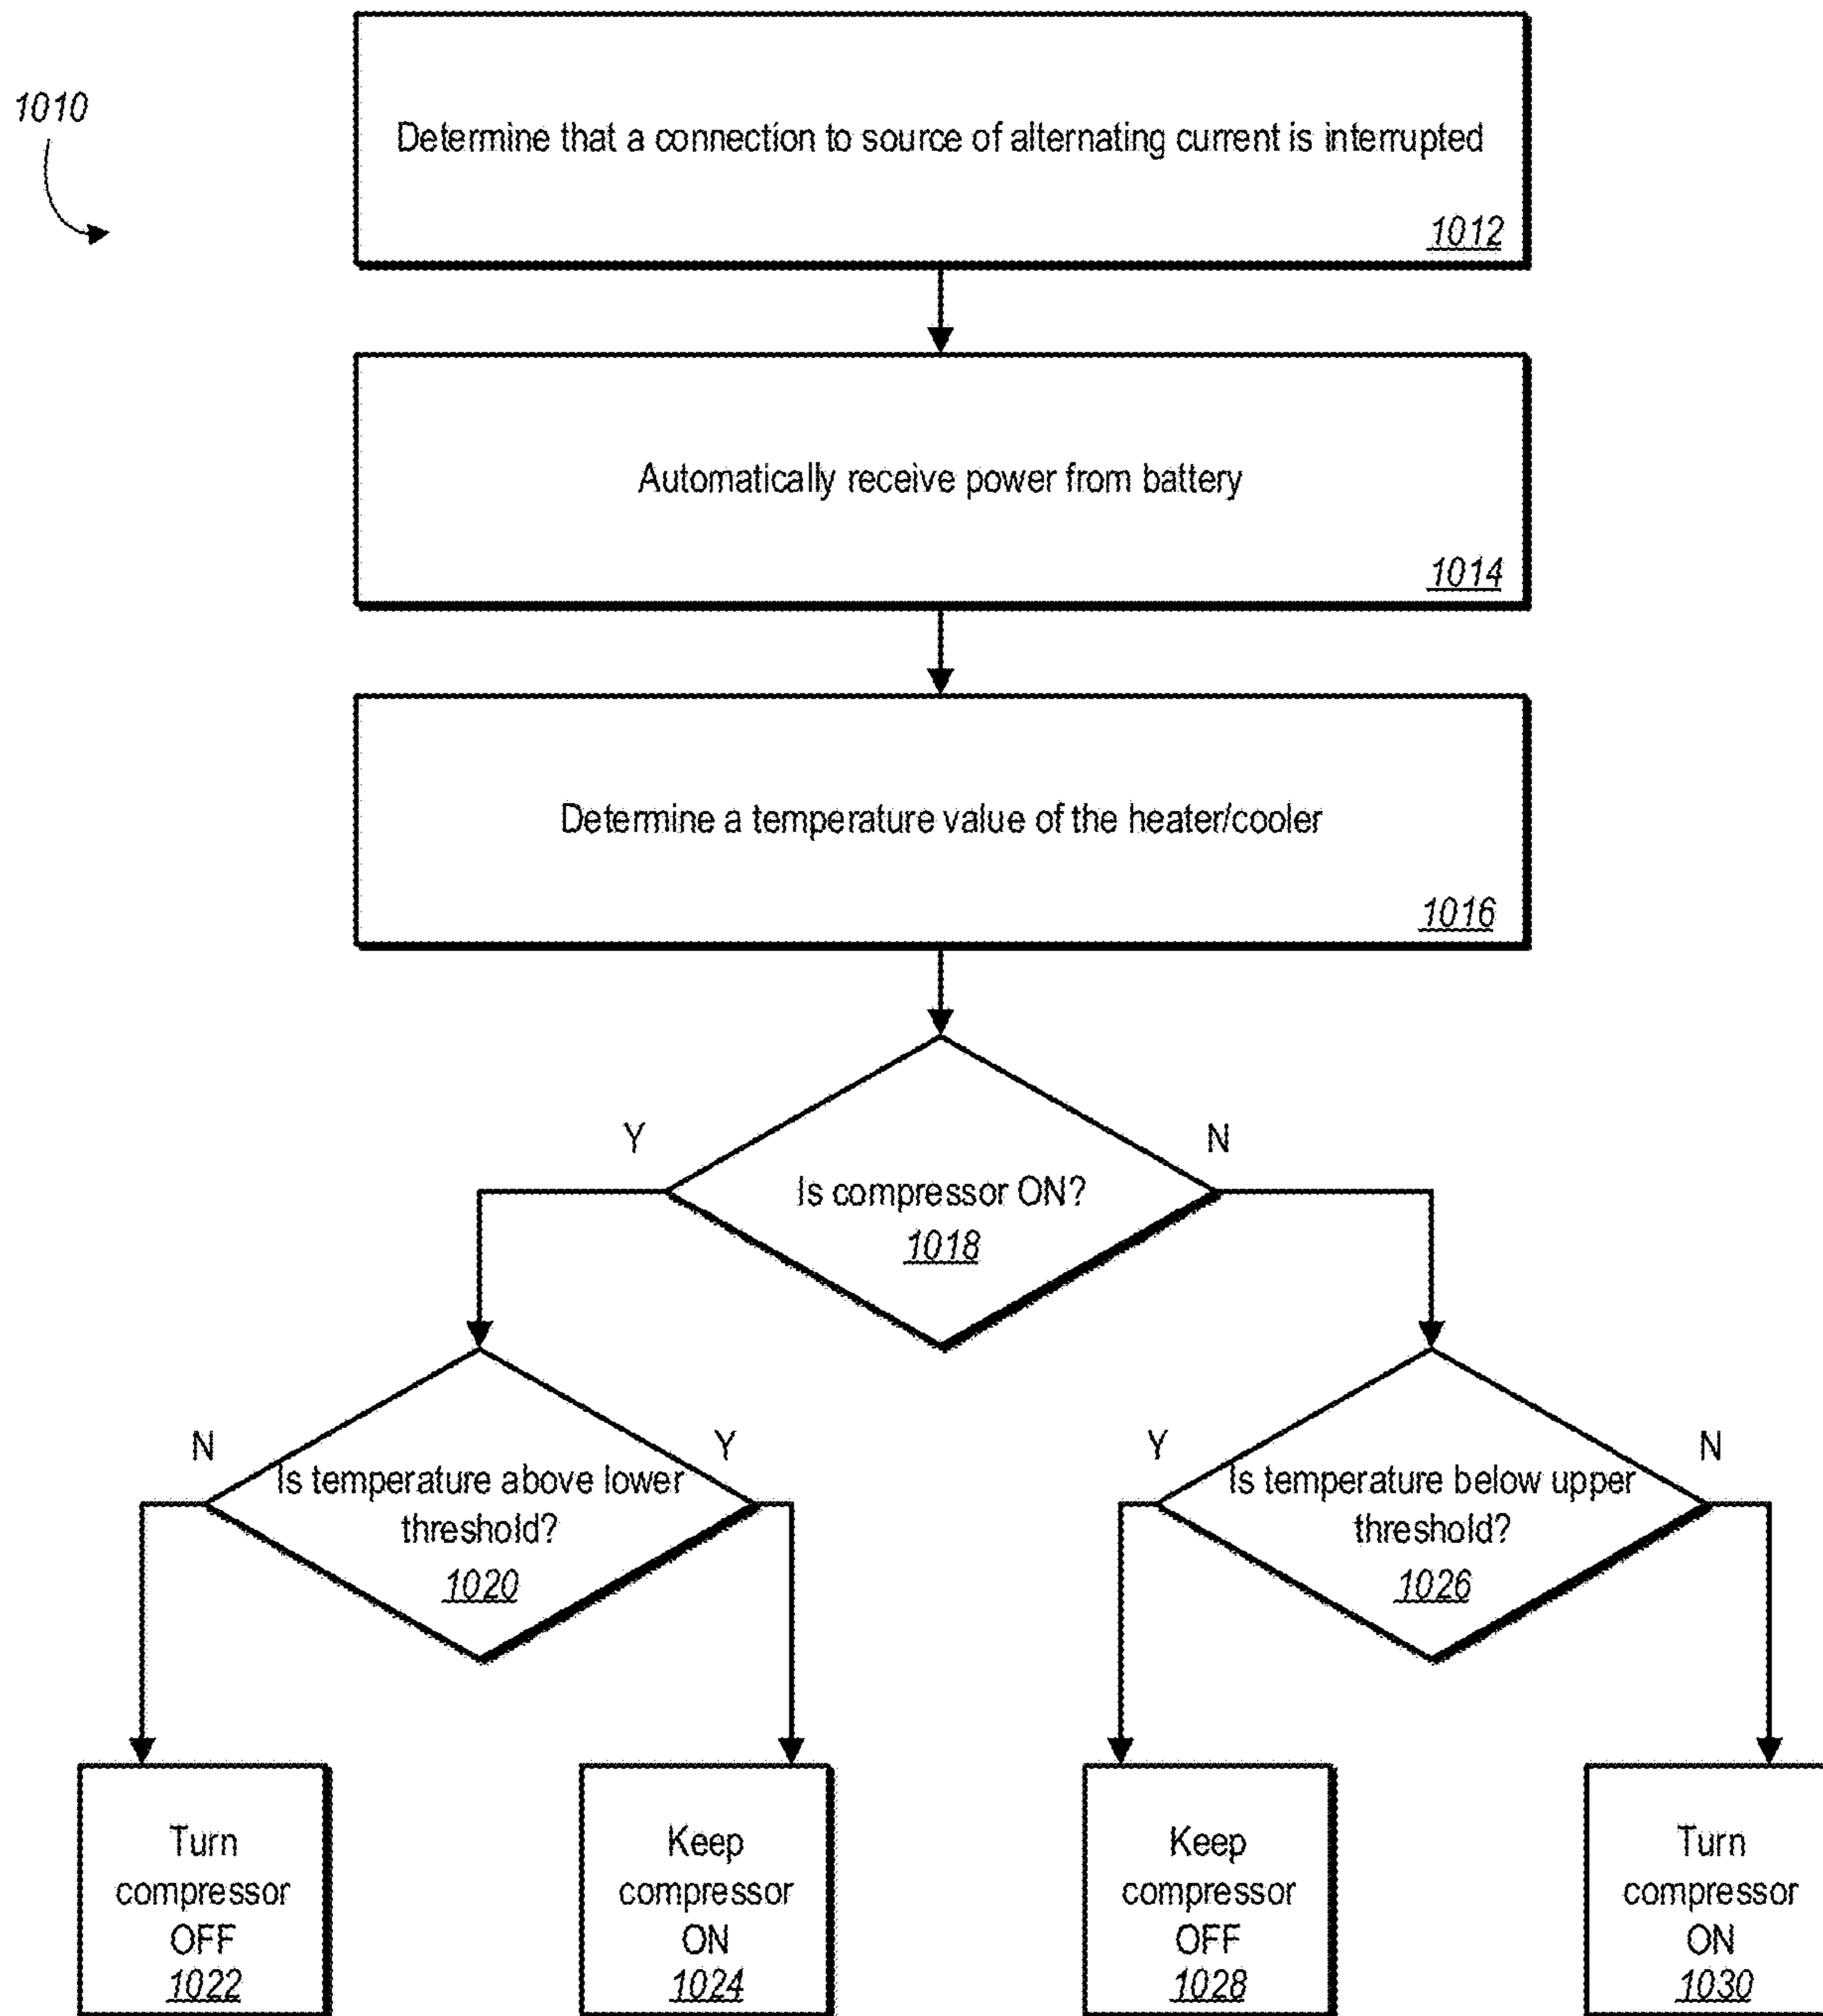 1010
Determine that a connection to source of alternating current is interrupted
1012
Automatically receive power from battery
1014
Determine a temperature value of the heater/cooler
1016
Y
N
Is compressor ON?
1018
N
Y
Is temperature above lower
threshold?
1020
Y
N
Is temperature below upper
threshold?
1026
Turn
compressor
OFF
1022
Keep
compressor
ON
1024
Keep
compressor
OFF
1028
Turn
compressor
ON
1030